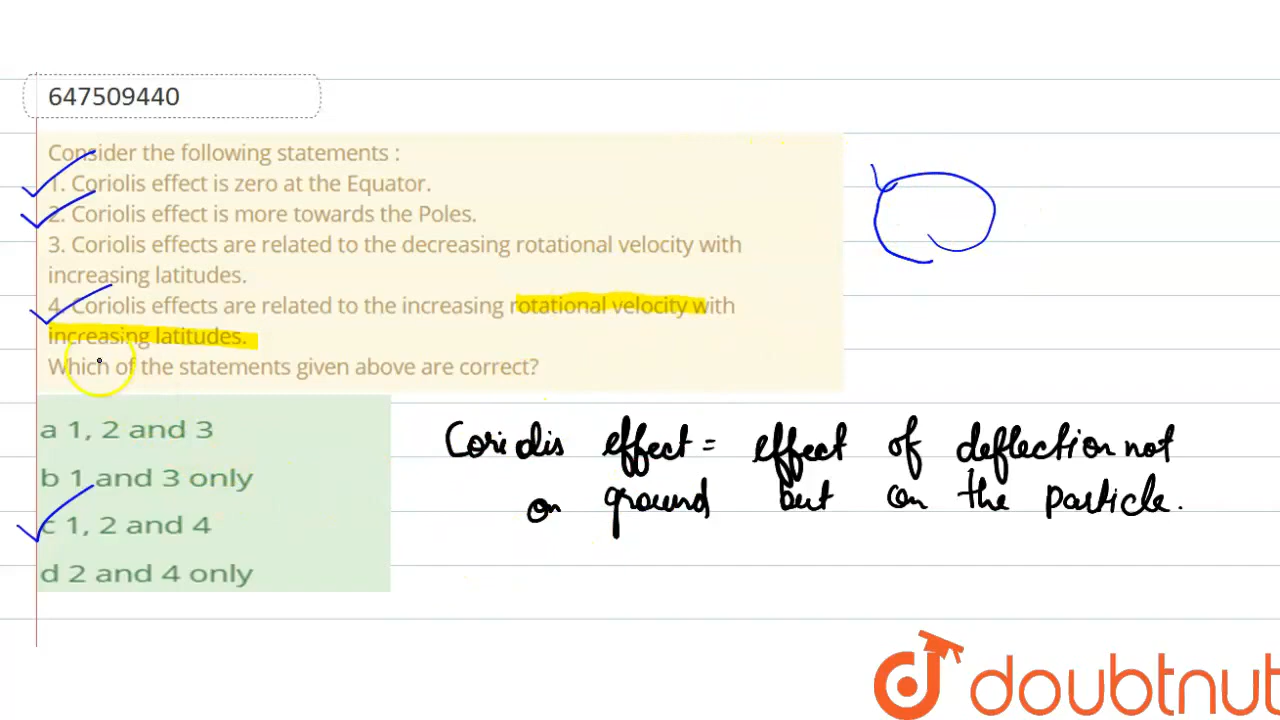 647509440
Consider the following statements :
1. Coriolis effect is zero at the Equator.
2. Coriolis effect is more towards the Poles.
3. Coriolis effects are related to the decreasing rotational velocity with
increasing latitudes.
4. Coriolis effects are related to the increasing rotational velocity with
increasing latitudes.
Which of the statements given above are correct?
a 1, 2 and 3
b 1 and 3 only
c 1, 2 and 4
d 2 and 4 only
Coriolis effect = effect of deflection not
on ground but on the particle.
doubtnut